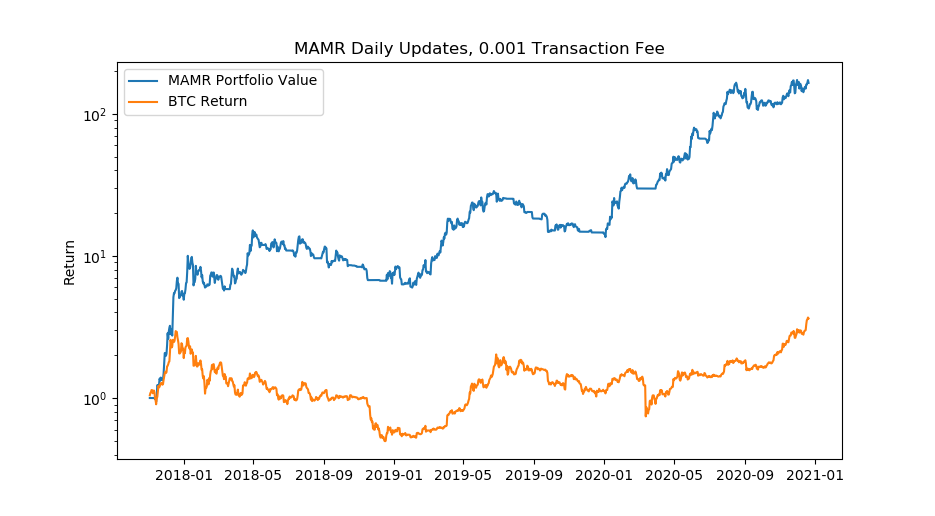 MAMR Daily Updates, 0.001 Transaction Fee
MAMR Portfolio Value
BTC Return
10²
10¹
10⁰
Return
2018-01 2018-05 2018-09 2019-01 2019-05 2019-09 2020-01 2020-05 2020-09 2021-01